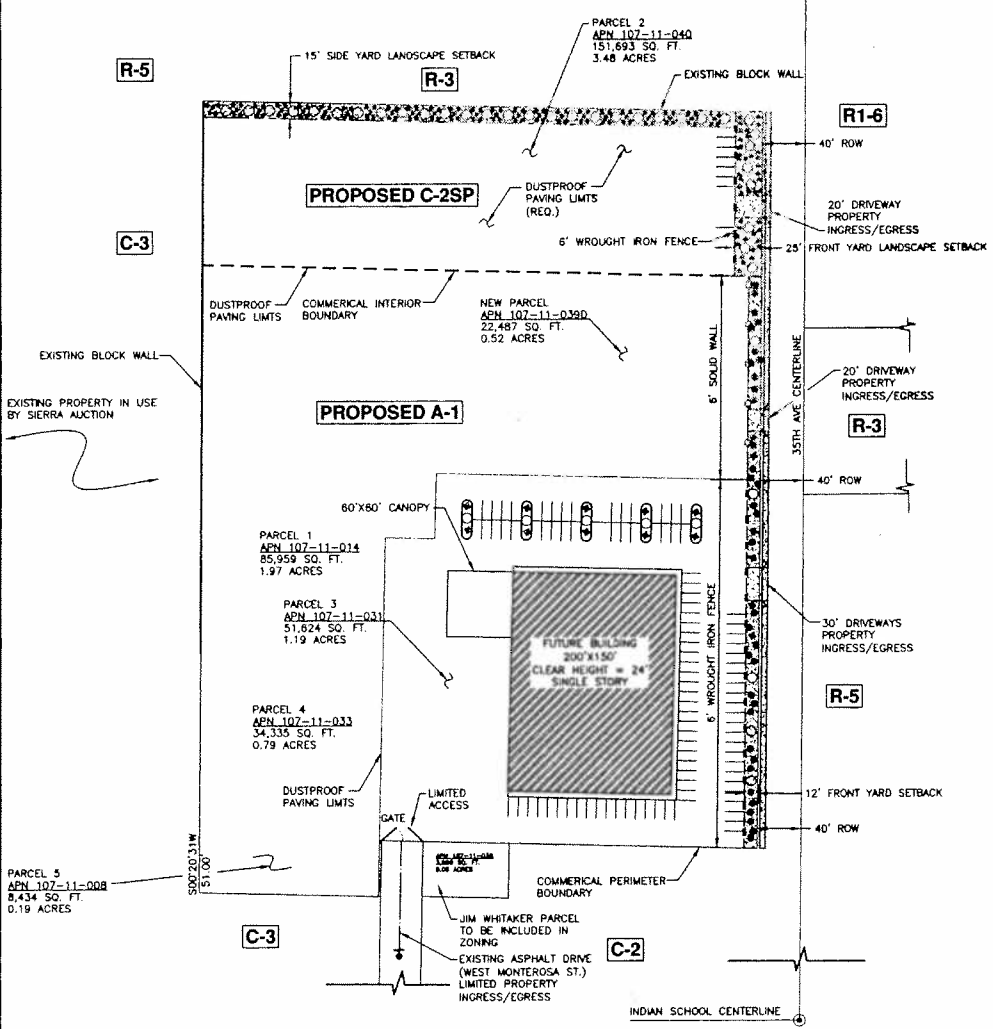 PARCEL 2
APN 107-11-040
151,693 SQ. FT.
3.48 ACRES
15' SIDE YARD LANDSCAPE SETBACK
R-5
R-3
EXISTING BLOCK WALL
R1-6
40' ROW
PROPOSED C-2SP
DUSTPROOF
PAVING LIMTS
(REQ.)
20' DRIVEWAY
PROPERTY
INGRESS/EGRESS
C-3
6' WROUGHT IRON FENCE
25' FRONT YARD LANDSCAPE SETBACK
DUSTPROOF
PAVING LIMTS
COMMERICAL INTERIOR
BOUNDARY
NEW PARCEL
APN 107-11-039D
22,487 SQ. FT.
0.52 ACRES
EXISTING BLOCK WALL
6' SOLID WALL
35TH AVE CENTERLINE
20' DRIVEWAY
PROPERTY
INGRESS/EGRESS
EXISTING PROPERTY IN USE
BY SIERRA AUCTION
PROPOSED A-1
R-3
40' ROW
60'X60' CANOPY
PARCEL 1
APN 107-11-014
85,959 SQ. FT.
1.97 ACRES
PARCEL 3
APN 107-11-031
51,624 SQ. FT.
1.19 ACRES
FUTURE BUILDING
200'X150'
CLEAR HEIGHT = 24'
SINGLE STORY
6' WROUGHT IRON FENCE
30' DRIVEWAYS
PROPERTY
INGRESS/EGRESS
R-5
PARCEL 4
APN 107-11-033
34,335 SQ. FT.
0.79 ACRES
DUSTPROOF
PAVING LIMTS
LIMITED
ACCESS
12' FRONT YARD SETBACK
GATE
40' ROW
S00°20'31"W
51.00'
PARCEL 5
APN 107-11-008
8,434 SQ. FT.
0.19 ACRES
COMMERICAL PERIMETER
BOUNDARY
JIM WHITAKER PARCEL
TO BE INCLUDED IN
ZONING
C-3
C-2
EXISTING ASPHALT DRIVE
(WEST MONTEROSA ST.)
LIMITED PROPERTY
INGRESS/EGRESS
INDIAN SCHOOL CENTERLINE